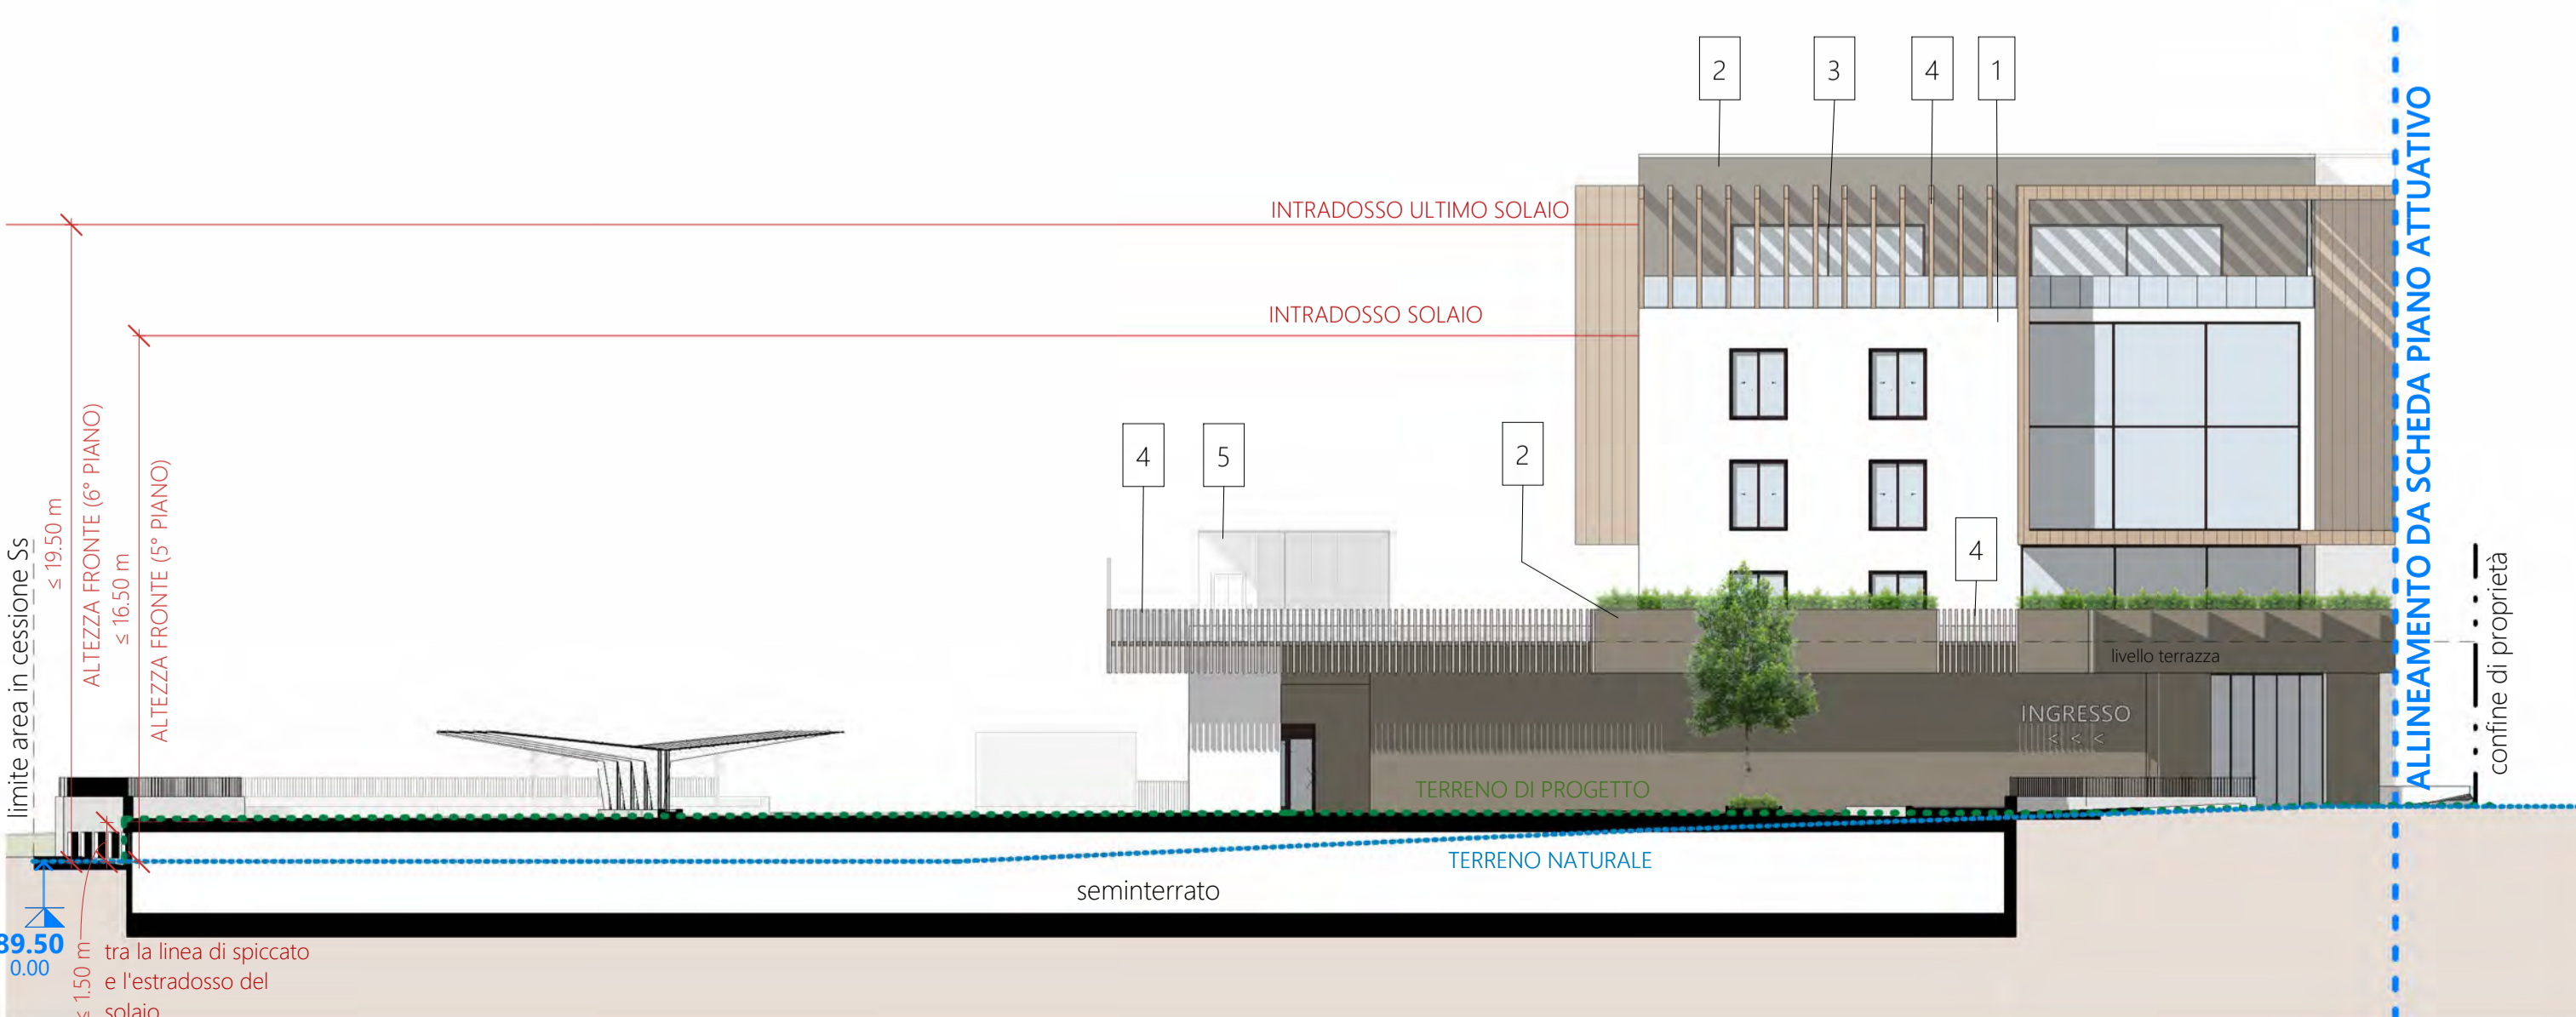 2
3
4
1
INTRADOSSO ULTIMO SOLAIO
INTRADOSSO SOLAIO
4
5
2
4
limite area in cessione Ss
≤ 19.50 m
ALTEZZA FRONTE (6° PIANO)
≤ 16.50 m
ALTEZZA FRONTE (5° PIANO)
ALLINEAMENTO DA SCHEDA PIANO ATTUATIVO
confine di proprietà
livello terrazza
INGRESSO
< < <
TERRENO DI PROGETTO
TERRENO NATURALE
seminterrato
89.50
0.00
≤ 1.50 m
tra la linea di spiccato
e l'estradosso del
solaio